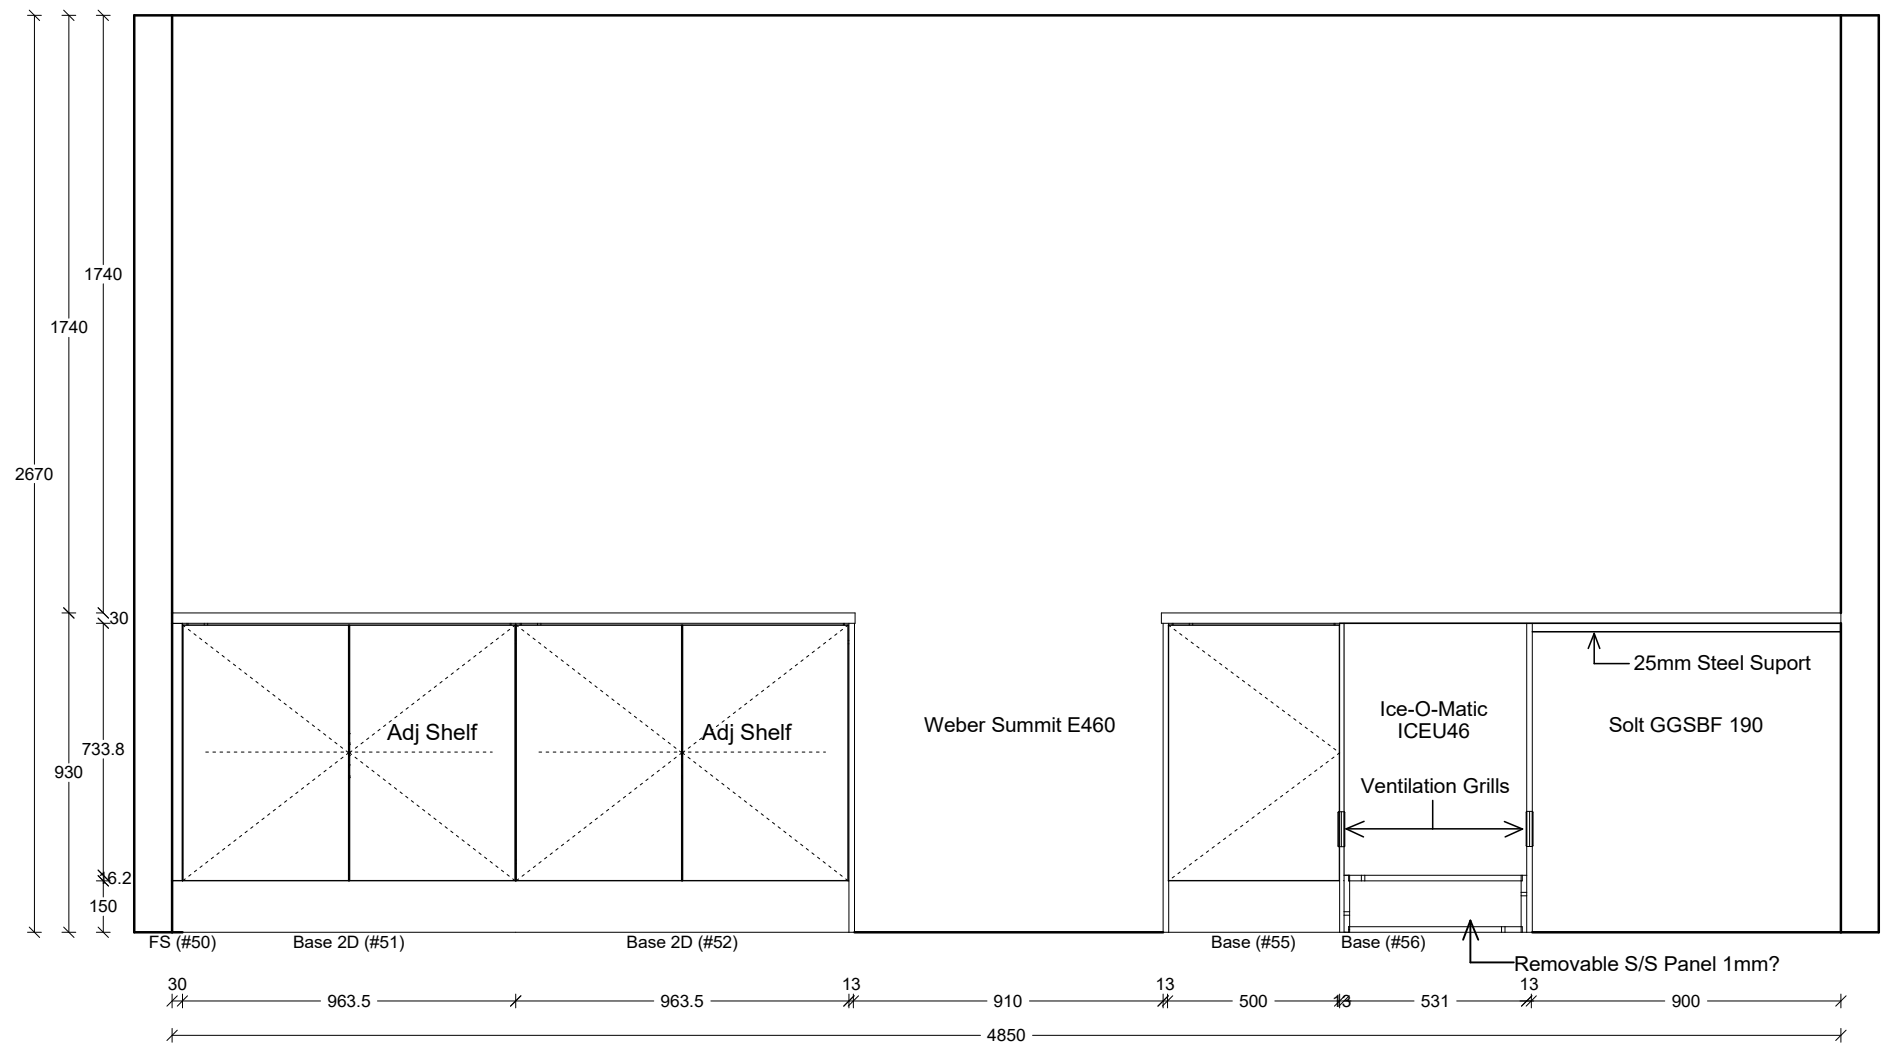 1740
1740
2670
30
25mm Steel Suport
Ice-O-Matic
ICEU46
Weber Summit E460
Solt GGSBF 190
Adj Shelf
Adj Shelf
733.8
930
Ventilation Grills
6.2
150
FS (#50)
Base 2D (#51)
Base 2D (#52)
Base (#55)
Base (#56)
Removable S/S Panel 1mm?
30
963.5
963.5
13
910
13
500
13
531
13
900
4850